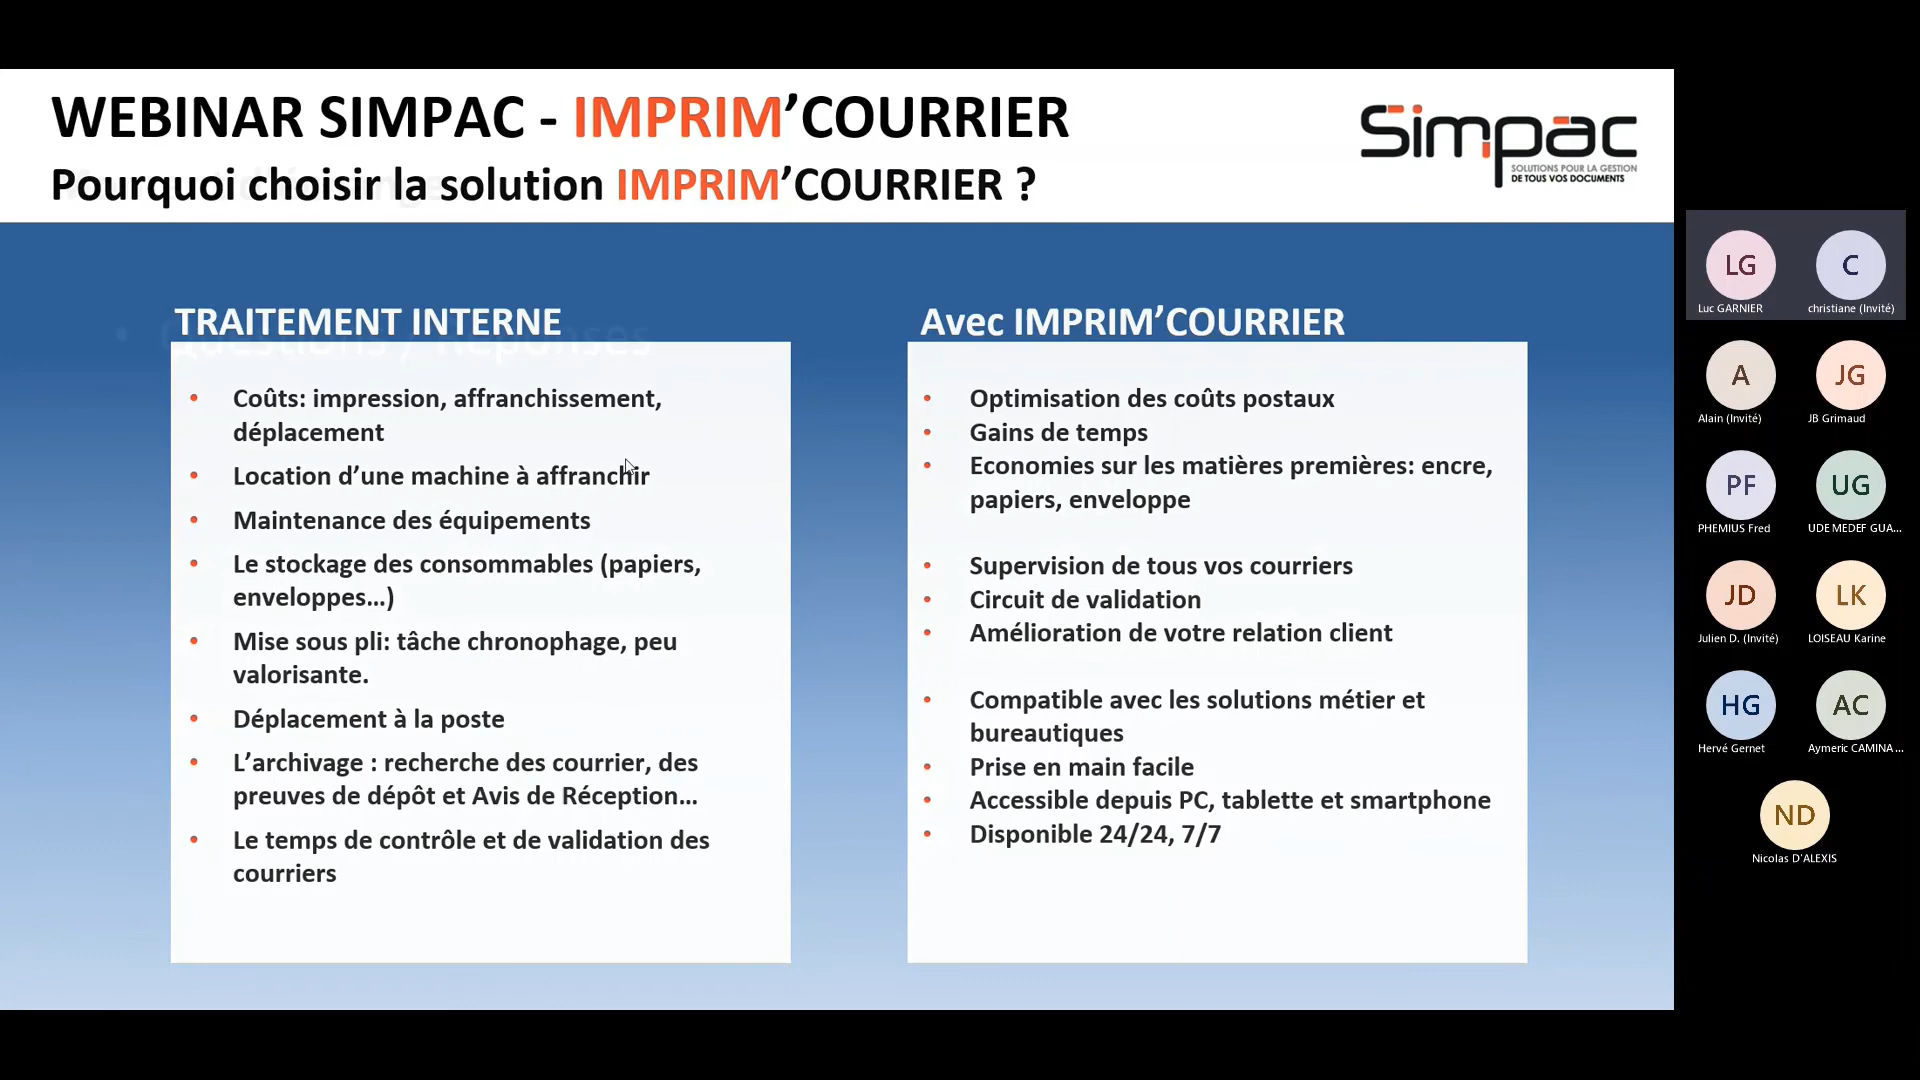 WEBINAR SIMPAC - IMPRIM'COURRIER
Pourquoi choisir la solution IMPRIM'COURRIER ?
Simpac
SOLUTIONS POUR LA GESTION
DE TOUS VOS DOCUMENTS
TRAITEMENT INTERNE
• Coûts: impression, affranchissement,
déplacement
• Location d'une machine à affranchir
• Maintenance des équipements
• Le stockage des consommables (papiers,
enveloppes...)
• Mise sous pli: tâche chronophage, peu
valorisante.
• Déplacement à la poste
• L'archivage : recherche des courrier, des
preuves de dépôt et Avis de Réception...
• Le temps de contrôle et de validation des
courriers
Avec IMPRIM'COURRIER
• Optimisation des coûts postaux
• Gains de temps
• Economies sur les matières premières: encre,
papiers, enveloppe
• Supervision de tous vos courriers
• Circuit de validation
• Amélioration de votre relation client
• Compatible avec les solutions métier et
bureautiques
• Prise en main facile
• Accessible depuis PC, tablette et smartphone
• Disponible 24/24, 7/7
• Questions / Réponses
LG
Luc GARNIER
C
christiane (Invité)
A
Alain (Invité)
JG
JB Grimaud
PF
PHEMIUS Fred
UG
UDE MEDEF GUA...
JD
Julien D. (Invité)
LK
LOISEAU Karine
HG
Hervé Gernet
AC
Aymeric CAMINA...
ND
Nicolas D'ALEXIS